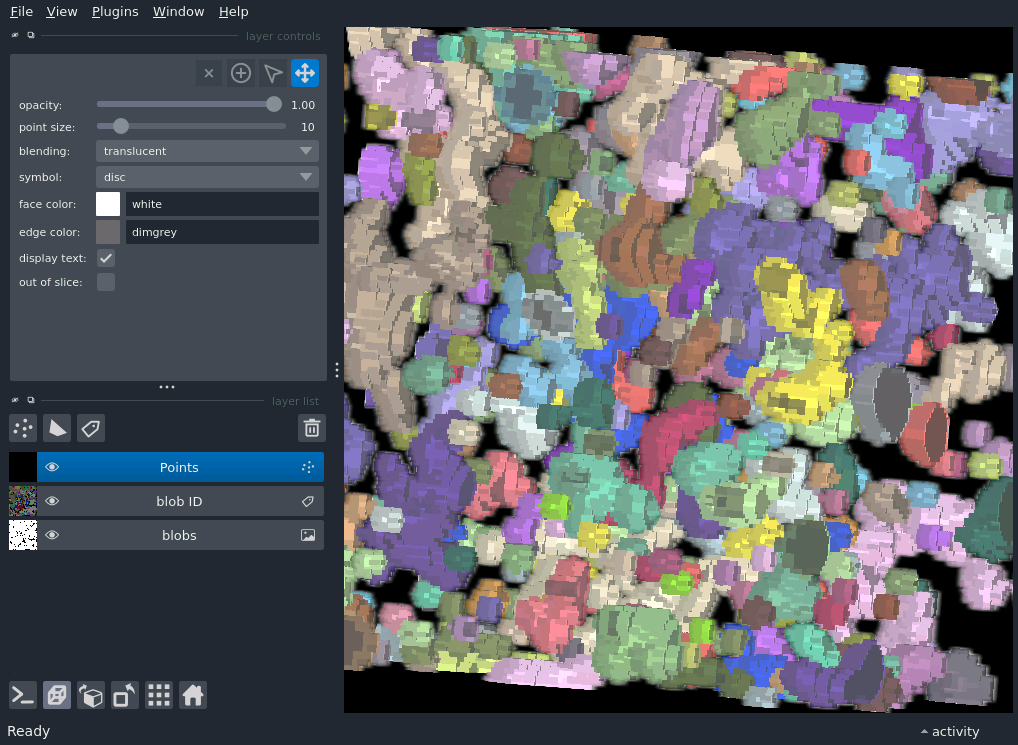 File View Plugins Window Help
layer controls
opacity: 1.00
point size: 10
blending: translucent
symbol: disc
face color: white
edge color: dimgrey
display text:
out of slice:
layer list
Points
blob ID
blobs
Ready
activity